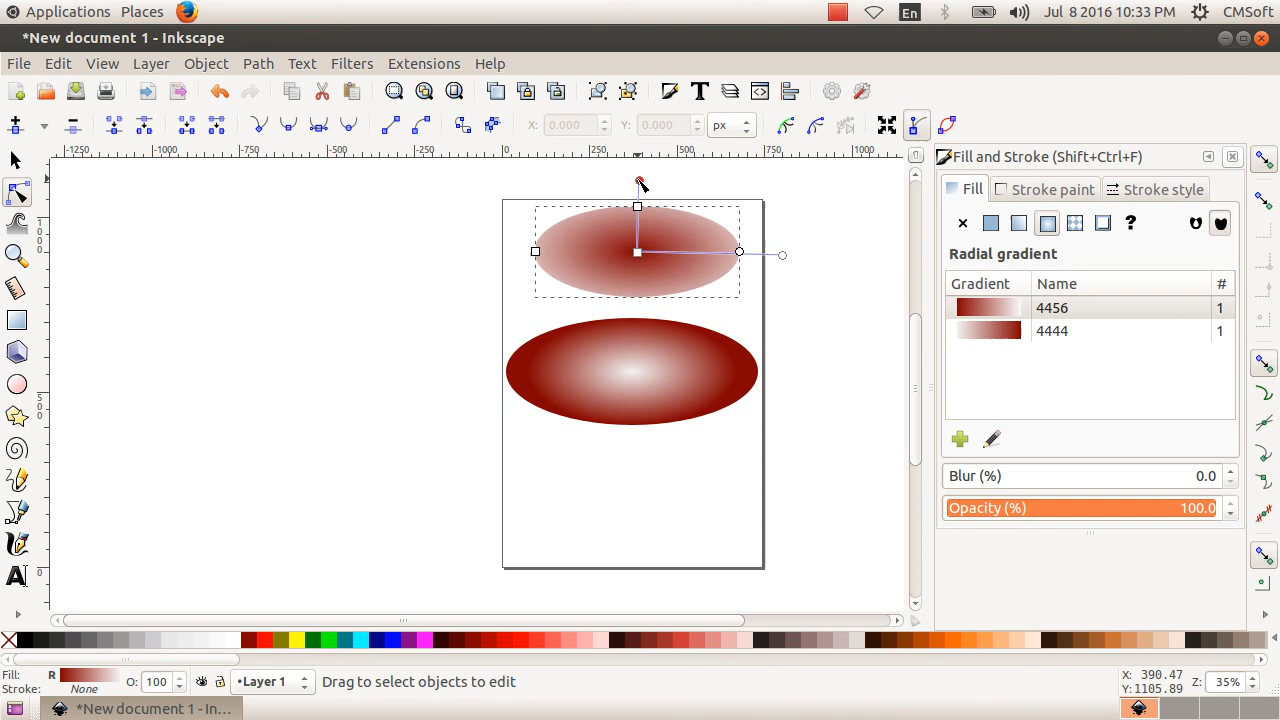 Applications Places En Jul 8 2016 10:33 PM CMSoft
*New document 1 - Inkscape
File Edit View Layer Object Path Text Filters Extensions Help
X: 0.000 Y: 0.000 px
-1250 -1000 -750 -500 -250 0 250 500 750 1000
Fill and Stroke (Shift+Ctrl+F)
Fill Stroke paint Stroke style
?
Radial gradient
Gradient Name #
4456 1
4444 1
1000
500
0
Blur (%) 0.0
Opacity (%) 100.0
Fill: R O: 100 •Layer 1 Drag to select objects to edit X: 390.47 Z: 35%
Stroke: None Y:1105.89
*New document 1 - In...